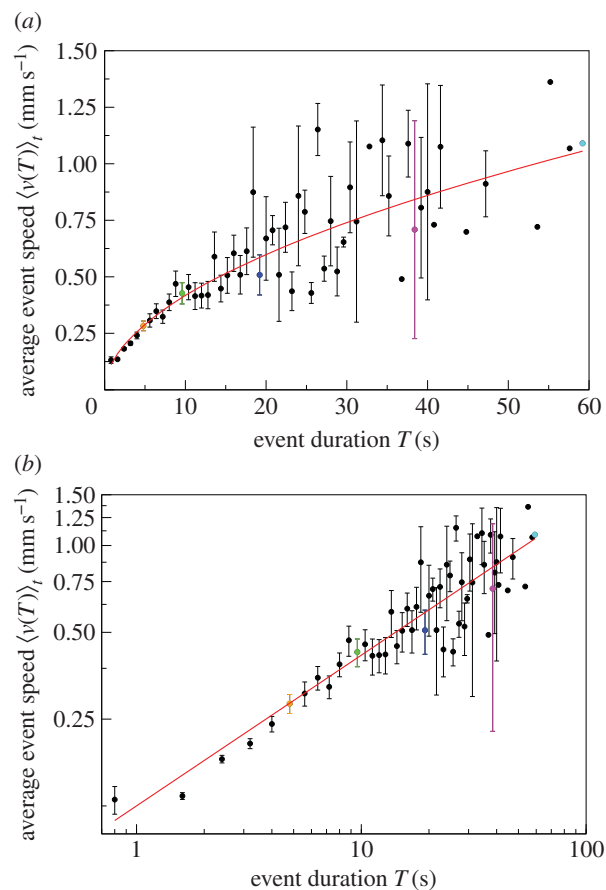 (a)
1.50
1.25
1.00
0.75
0.50
0.25
0 10 20 30 40 50 60
average event speed ⟨v(T)⟩t (mm s−1)
event duration T (s)
(b)
1.50
1.25
1.00
0.75
0.50
0.25
1 10 100
average event speed ⟨v(T)⟩t (mm s−1)
event duration T (s)